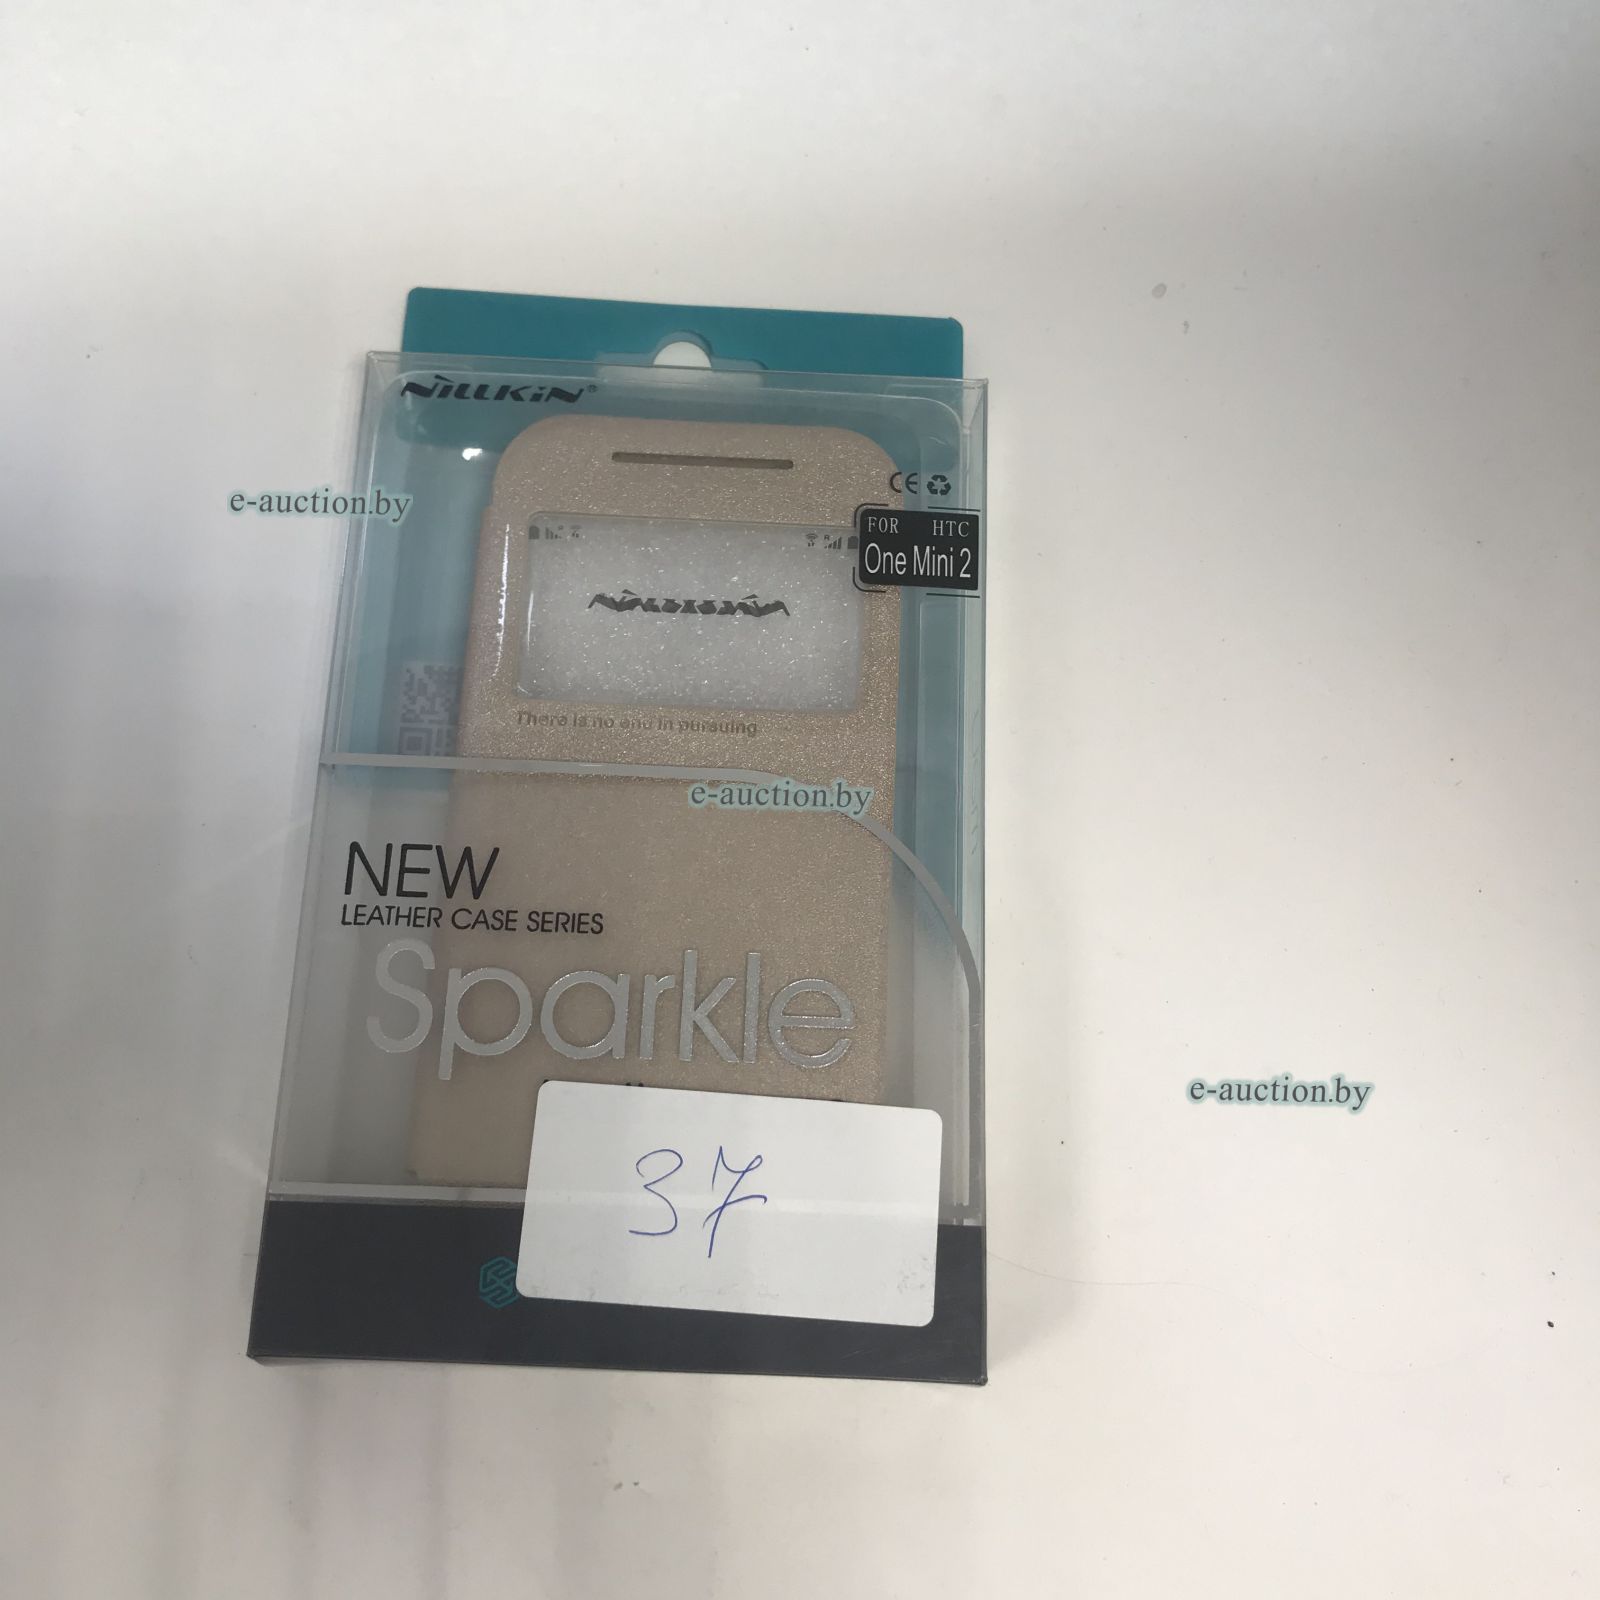 NILLKIN®
e-auction.by
CE
FOR HTC
One Mini 2
There is no end in pursuing
e-auction.by
NEW
LEATHER CASE SERIES
Sparkle
e-auction.by
37